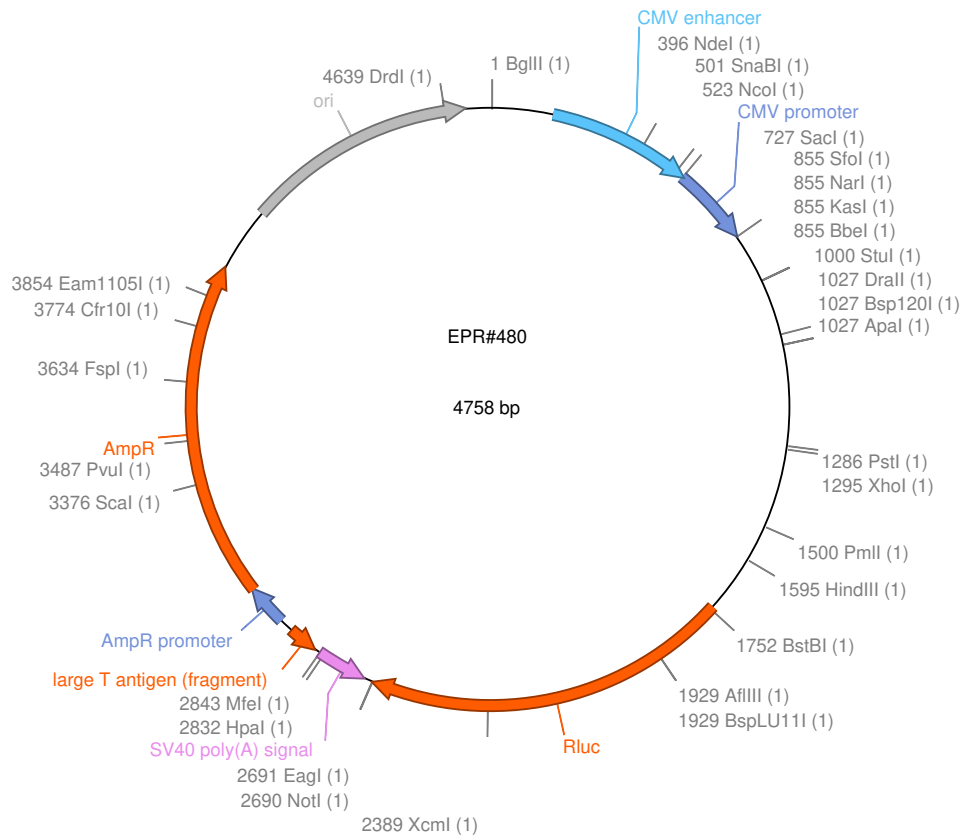 CMV enhancer
396 NdeI (1)
1 BglII (1)
501 SnaBI (1)
4639 DrdI (1)
523 NcoI (1)
ori
CMV promoter
727 SacI (1)
855 SfoI (1)
855 NarI (1)
855 KasI (1)
855 BbeI (1)
1000 StuI (1)
3854 Eam1105I (1)
1027 DraII (1)
3774 Cfr10I (1)
1027 Bsp120I (1)
1027 ApaI (1)
EPR#480
3634 FspI (1)
4758 bp
AmpR
1286 PstI (1)
3487 PvuI (1)
1295 XhoI (1)
3376 ScaI (1)
1500 PmlI (1)
1595 HindIII (1)
AmpR promoter
1752 BstBI (1)
large T antigen (fragment)
1929 AflIII (1)
2843 MfeI (1)
1929 BspLU11I (1)
2832 HpaI (1)
SV40 poly(A) signal
Rluc
2691 EagI (1)
2690 NotI (1)
2389 XcmI (1)